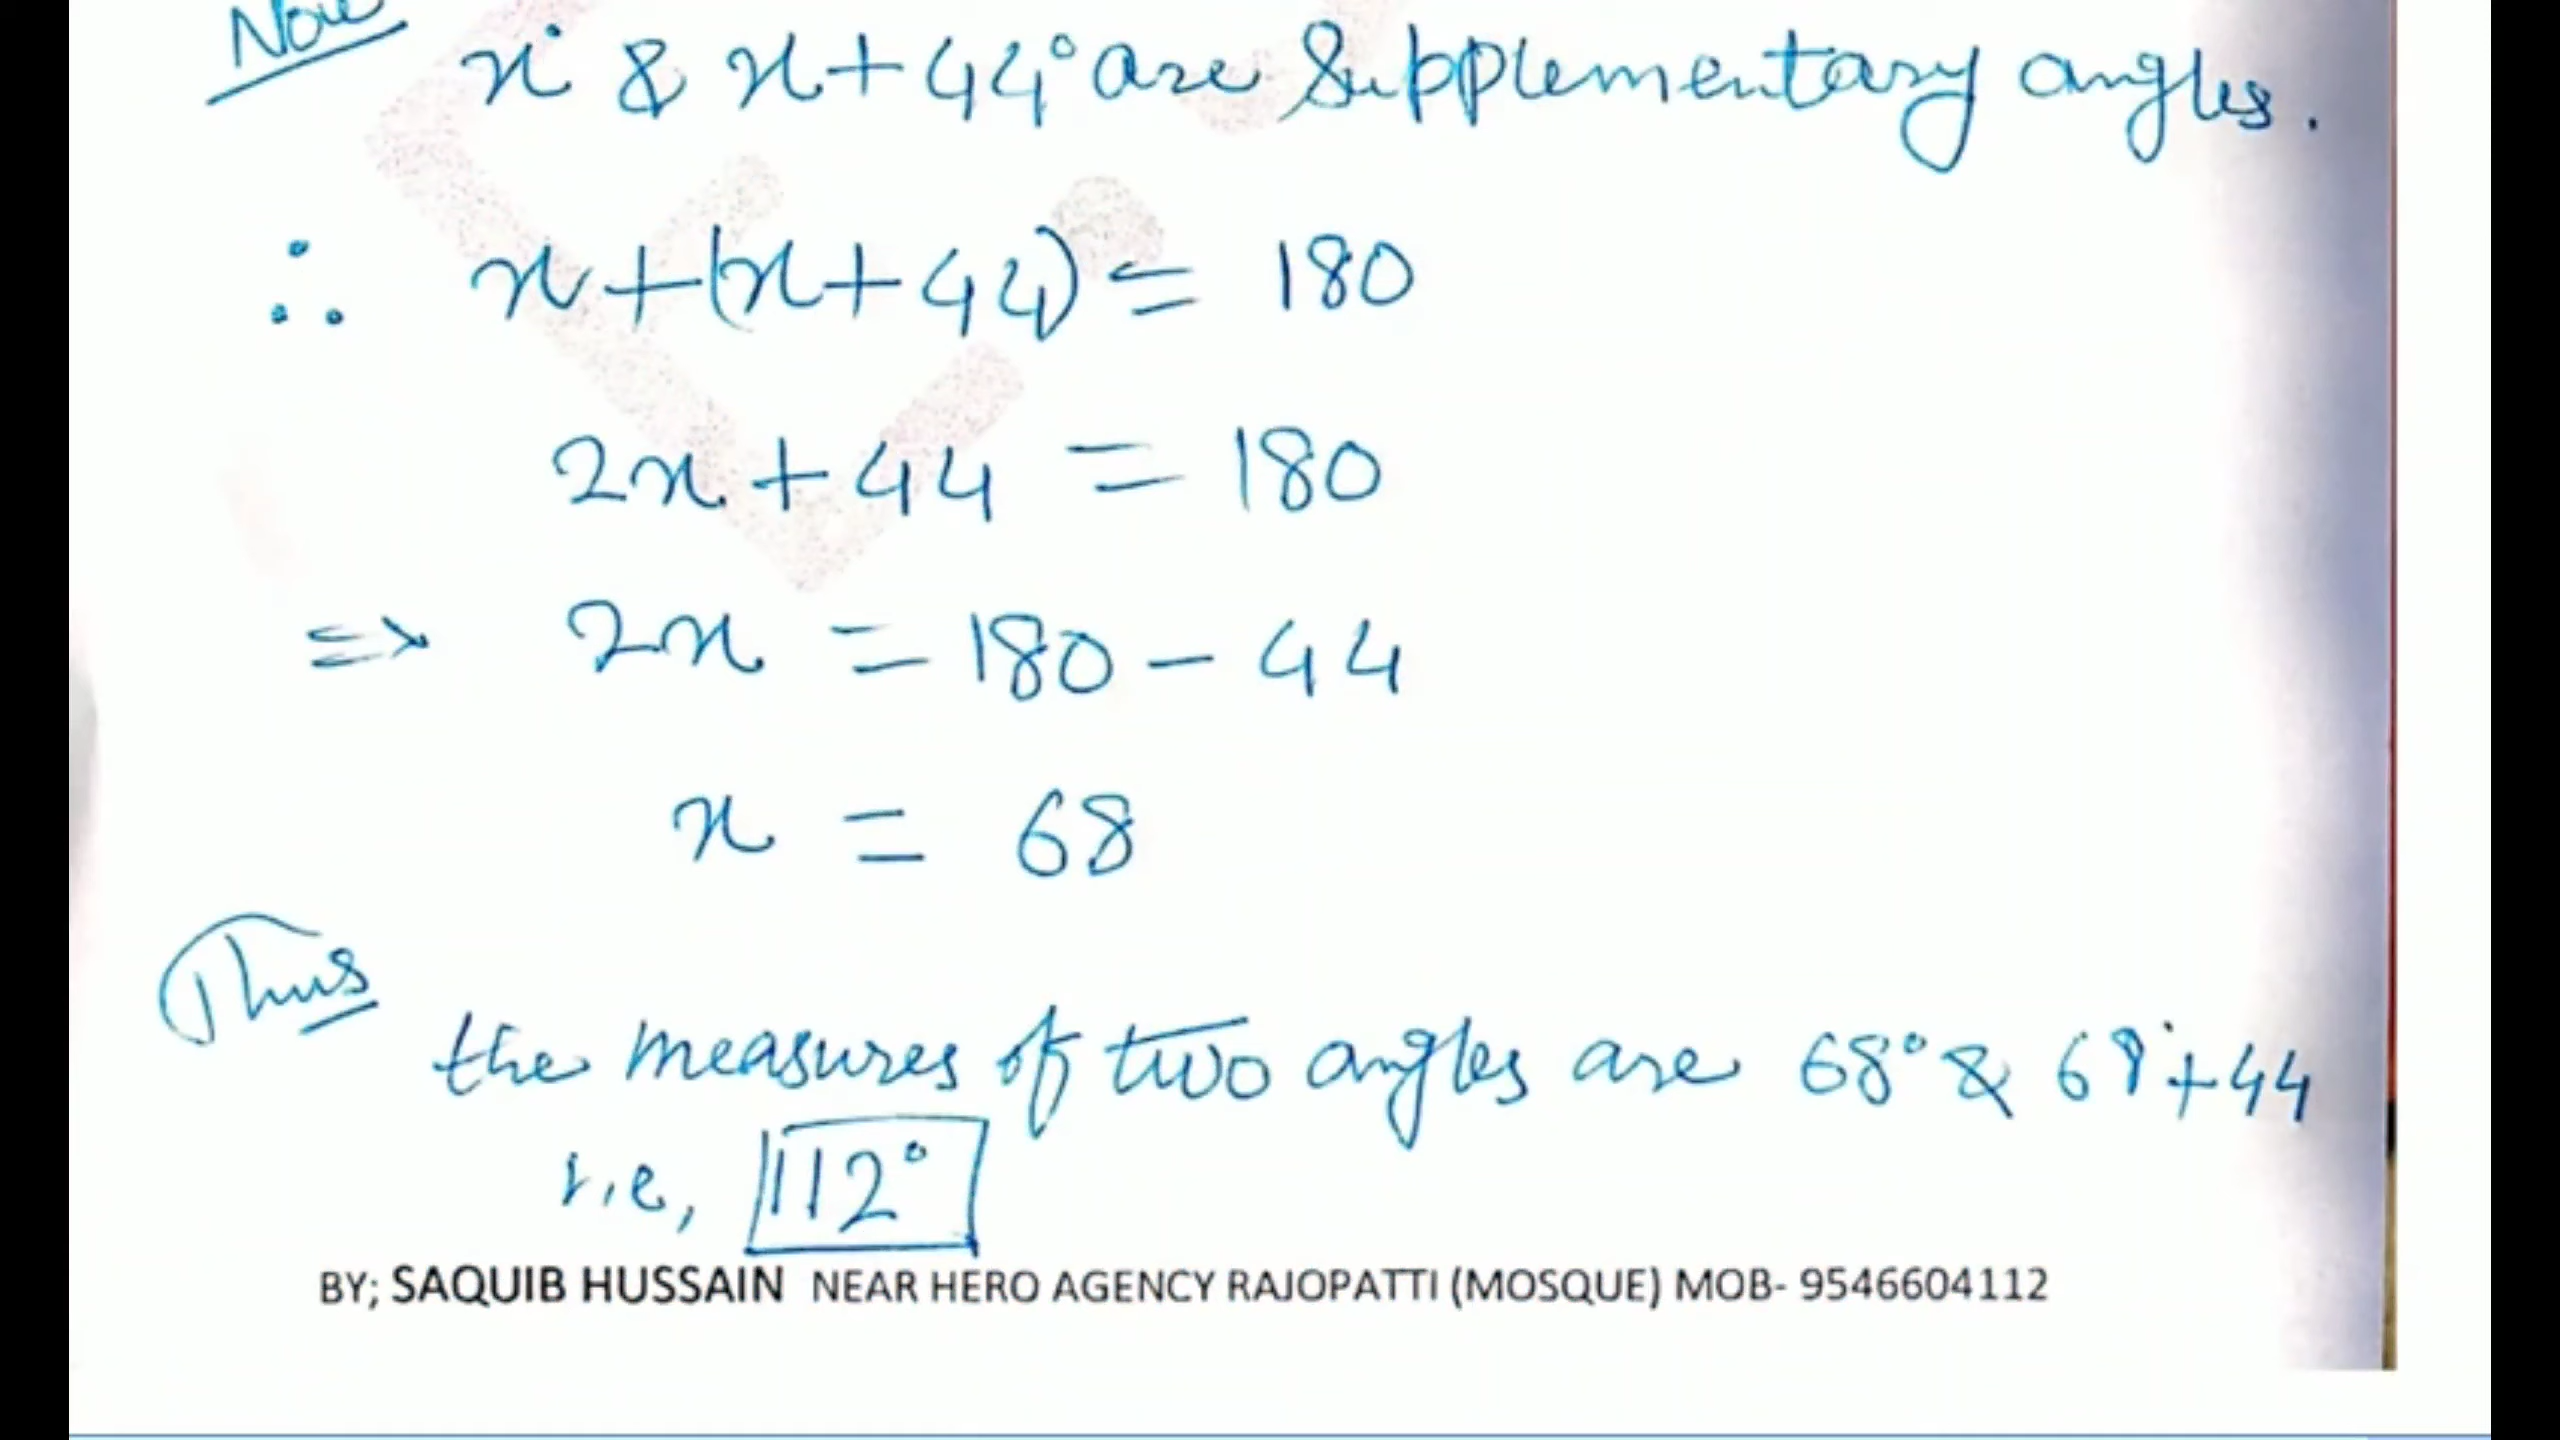 Now x° & x+44° are Supplementary angles.
∴ x+(x+44) = 180
2x+44 = 180
=> 2x = 180-44
x = 68
Thus
the measures of two angles are 68° & 68°+44
i.e, 112°
BY; SAQUIB HUSSAIN NEAR HERO AGENCY RAJOPATTI (MOSQUE) MOB- 9546604112